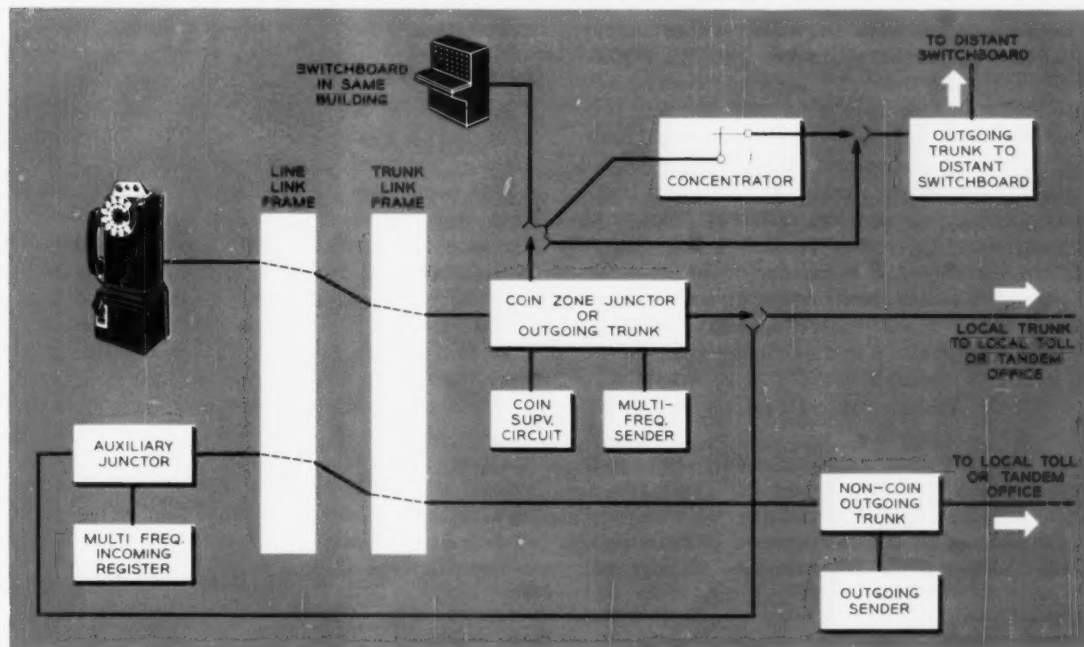 TO DISTANT
SWITCHBOARD
SWITCHBOARD
IN SAME
BUILDING
CONCENTRATOR
OUTGOING
TRUNK TO
DISTANT
SWITCHBOARD
LINE
LINK
FRAME
TRUNK
LINK
FRAME
COIN ZONE JUNCTOR
OR
OUTGOING TRUNK
LOCAL TRUNK
TO LOCAL TOLL
OR TANDEM
OFFICE
COIN
SUPV.
CIRCUIT
MULTI-
FREQ.
SENDER
AUXILIARY
JUNCTOR
MULTI FREQ.
INCOMING
REGISTER
NON-COIN
OUTGOING
TRUNK
TO LOCAL TOLL
OR TANDEM
OFFICE
OUTGOING
SENDER